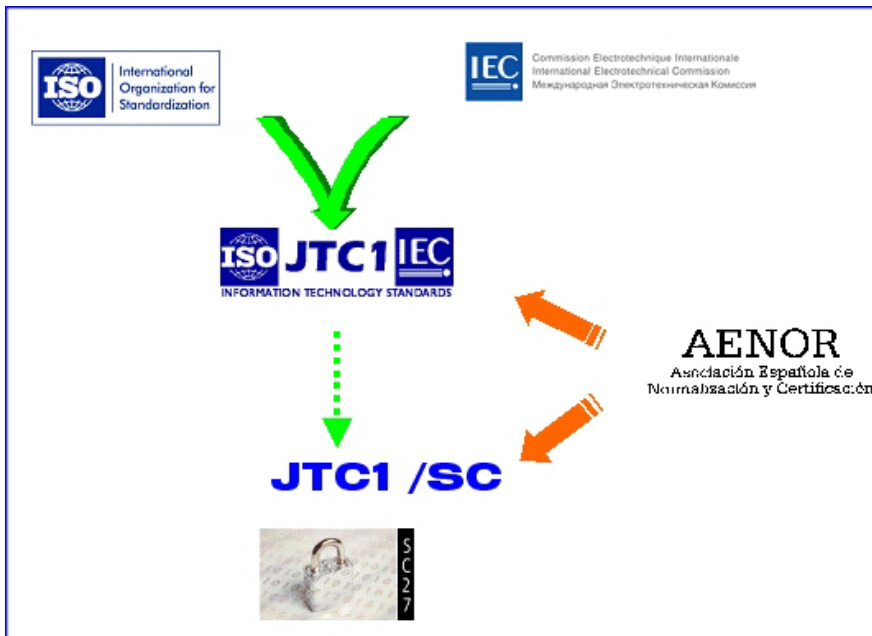 ISO
International
Organization for
Standardization
IEC
Commission Electrotechnique Internationale
International Electrotechnical Commission
Международная Электротехническая Комиссия
ISO JTC1 IEC
INFORMATION TECHNOLOGY STANDARDS
AENOR
Asociación Española de
Normalización y Certificación
JTC1 /SC
SC27